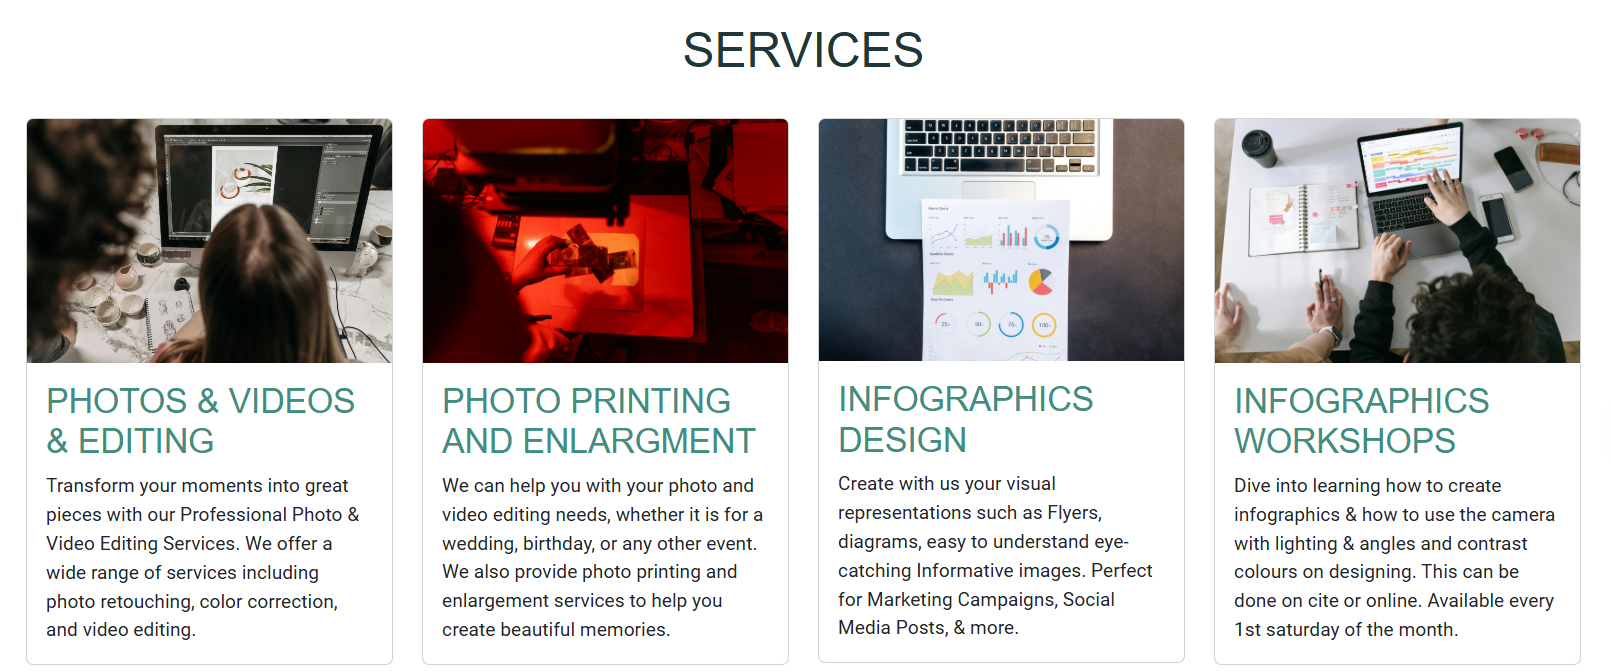 SERVICES
PHOTOS & VIDEOS
& EDITING
Transform your moments into great
pieces with our Professional Photo &
Video Editing Services. We offer a
wide range of services including
photo retouching, color correction,
and video editing.
PHOTO PRINTING
AND ENLARGMENT
We can help you with your photo and
video editing needs, whether it is for a
wedding, birthday, or any other event.
We also provide photo printing and
enlargement services to help you
create beautiful memories.
25%
50%
75%
100%
INFOGRAPHICS
DESIGN
Create with us your visual
representations such as Flyers,
diagrams, easy to understand eye-
catching Informative images. Perfect
for Marketing Campaigns, Social
Media Posts, & more.
INFOGRAPHICS
WORKSHOPS
Dive into learning how to create
infographics & how to use the camera
with lighting & angles and contrast
colours on designing. This can be
done on cite or online. Available every
1st saturday of the month.